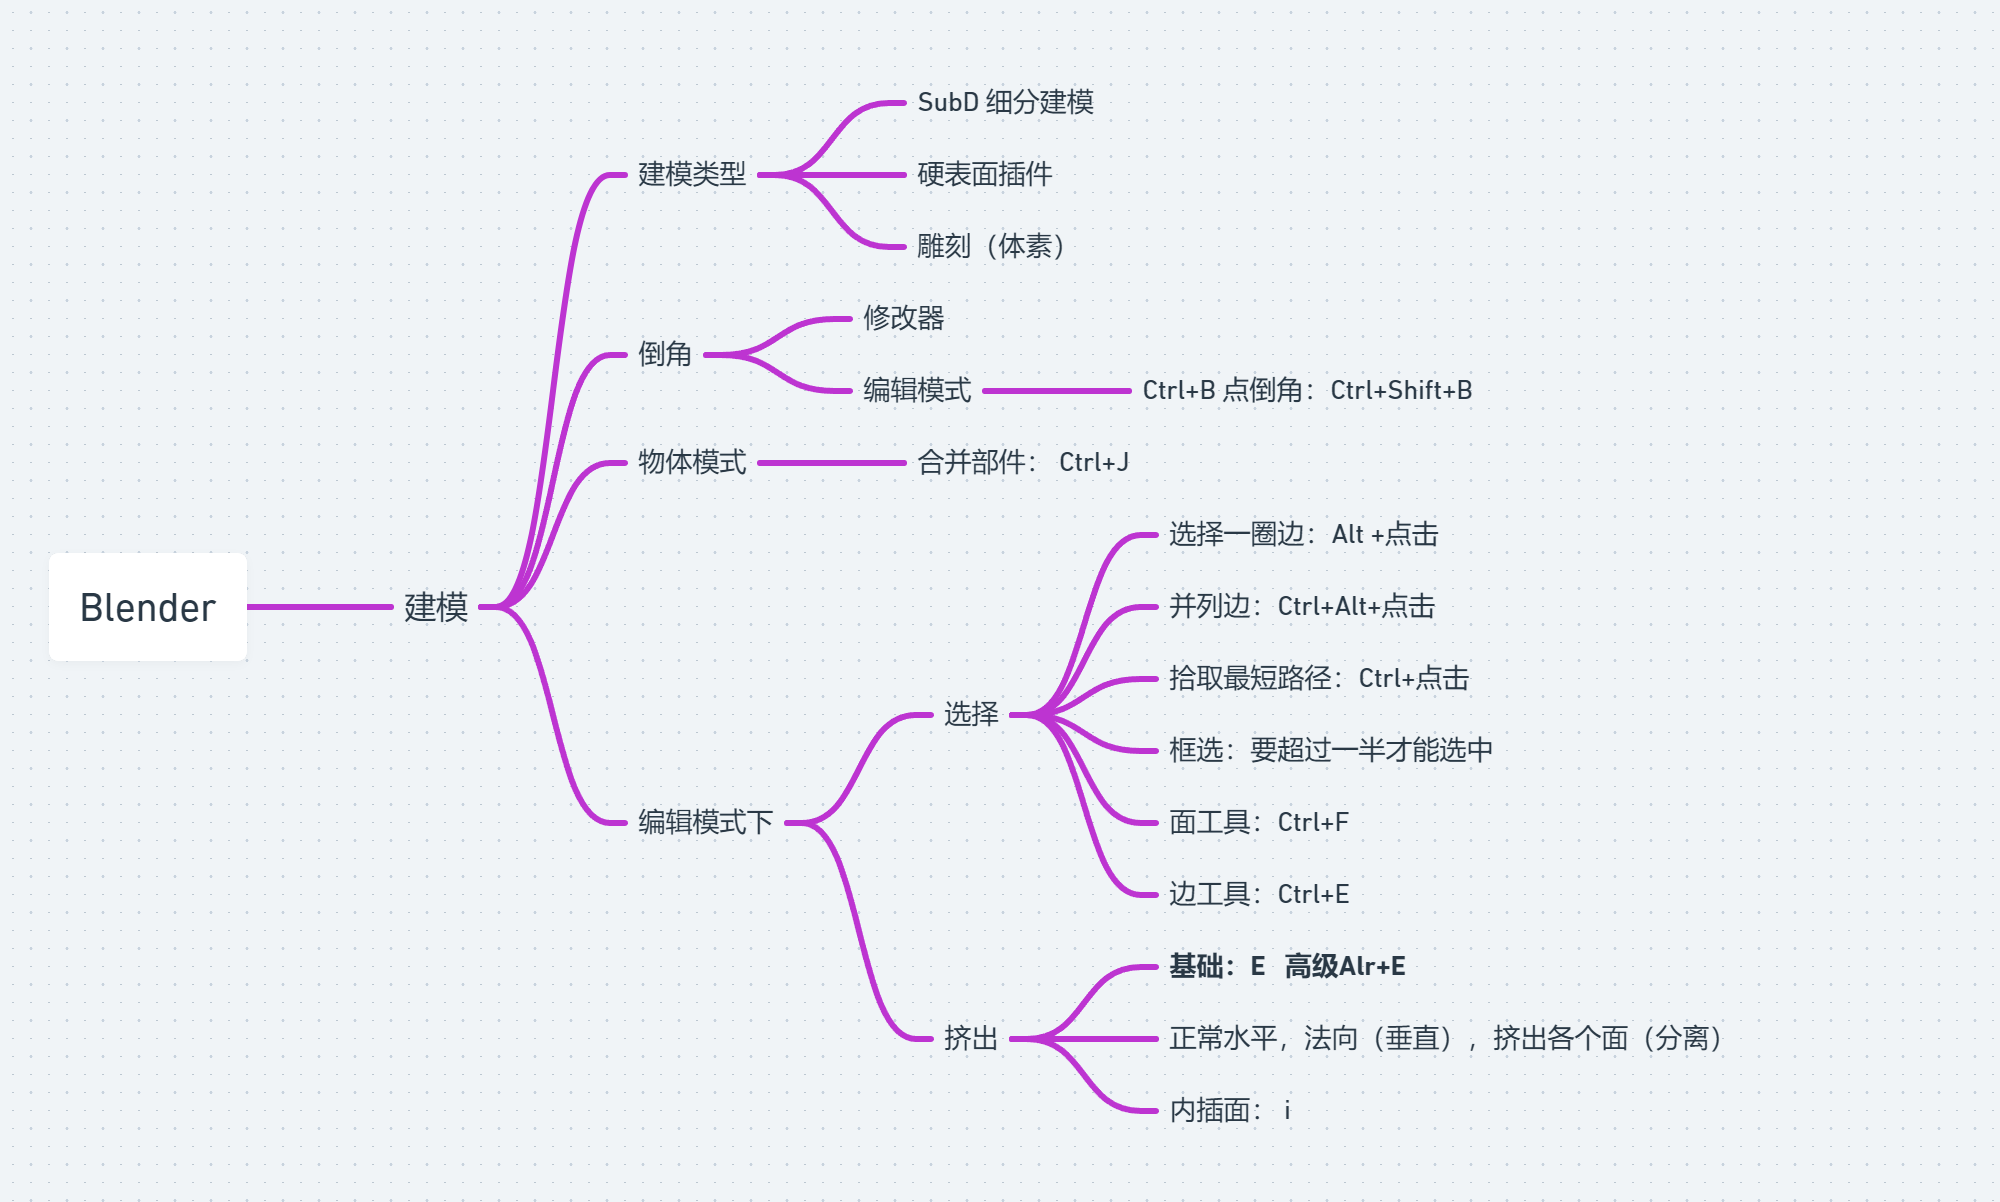 Blender
建模
建模类型
SubD 细分建模
硬表面插件
雕刻（体素）
倒角
修改器
编辑模式
Ctrl+B 点倒角：Ctrl+Shift+B
物体模式
合并部件： Ctrl+J
编辑模式下
选择
选择一圈边：Alt +点击
并列边：Ctrl+Alt+点击
拾取最短路径：Ctrl+点击
框选：要超过一半才能选中
面工具：Ctrl+F
边工具：Ctrl+E
挤出
基础：E  高级Alr+E
正常水平，法向（垂直），挤出各个面（分离）
内插面： i